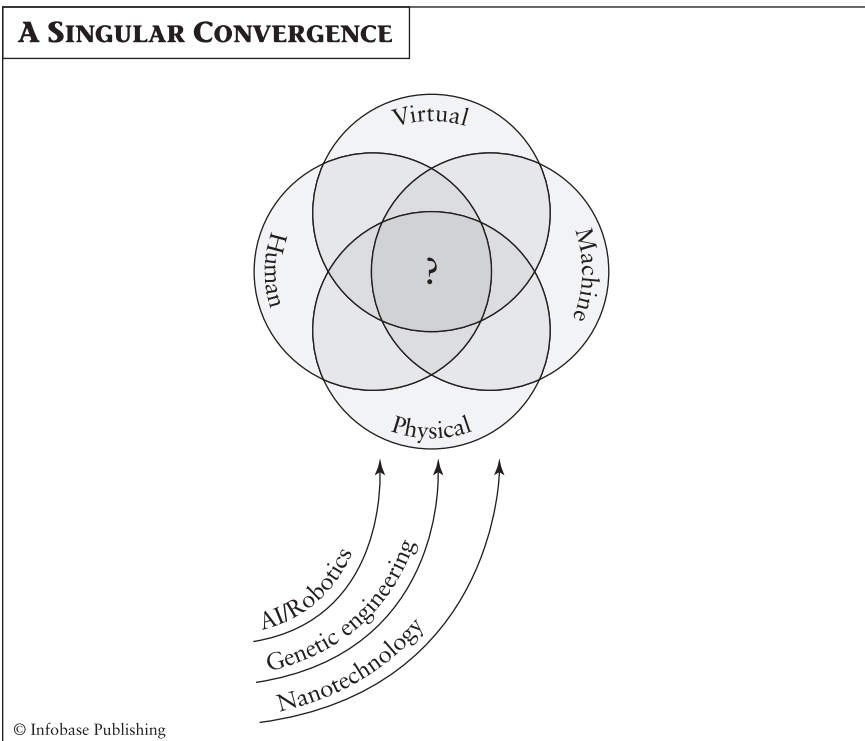 A SINGULAR CONVERGENCE
Virtual
Human
Machine
?
Physical
AI/Robotics
Genetic engineering
Nanotechnology
© Infobase Publishing